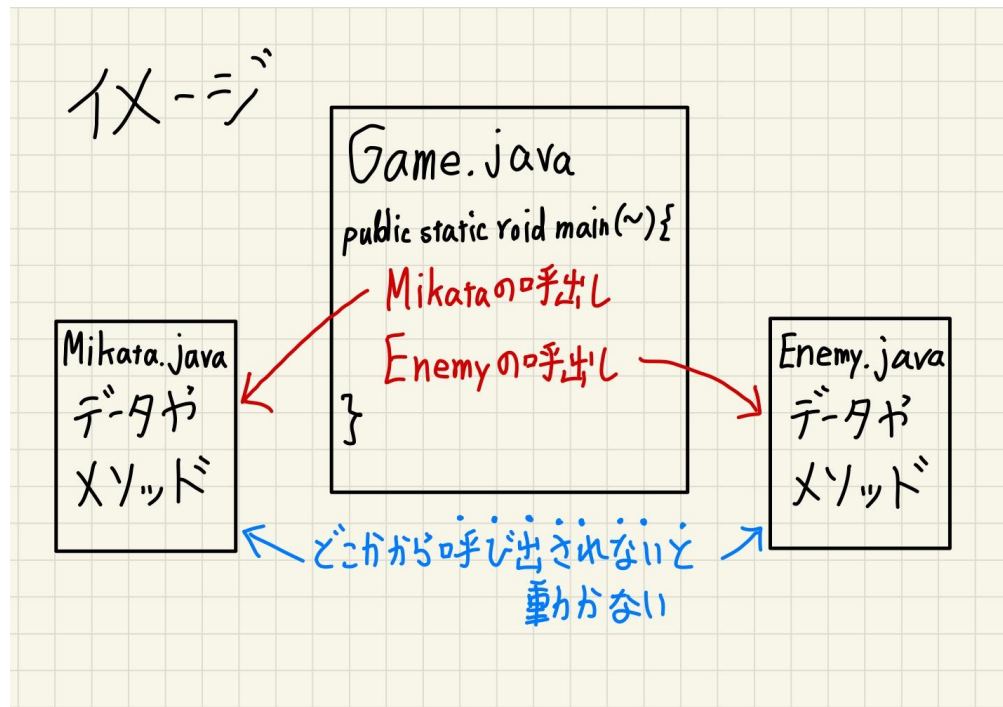 イメージ
Game.java
public static void main(~){
Mikataの呼出し
Enemyの呼出し
}
Mikata.java
データや
メソッド
Enemy.java
データや
メソッド
どこかから呼び出されないと
動かない